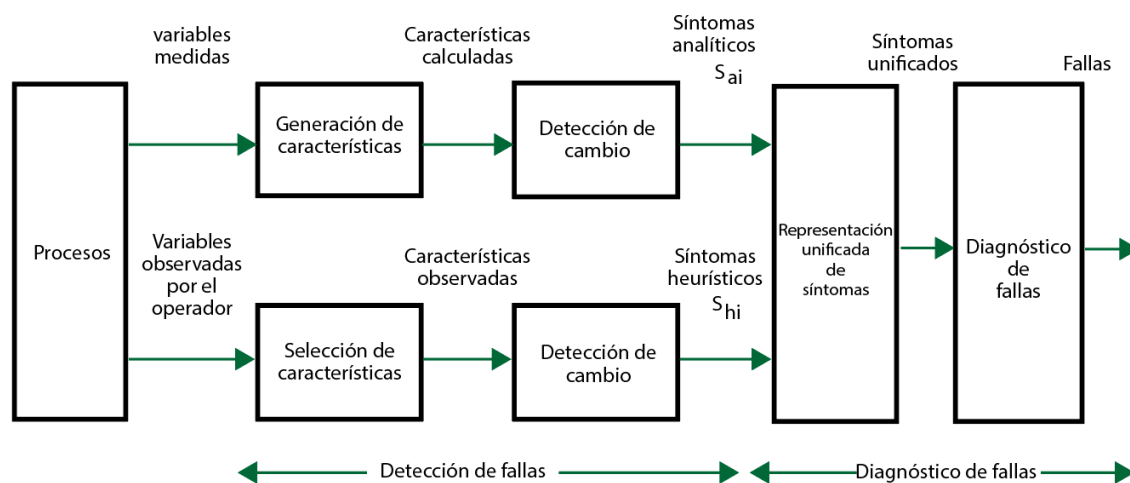 variables
medidas
Características
calculadas
Síntomas
analíticos
S ai
Síntomas
unificados
Fallas
Generación de
características
Detección de
cambio
Procesos
Variables
observadas
por el
operador
Características
observadas
Síntomas
heurísticos
S hi
Representación
unificada
de
síntomas
Diagnóstico
de
fallas
Selección de
características
Detección de
cambio
Detección de fallas
Diagnóstico de fallas